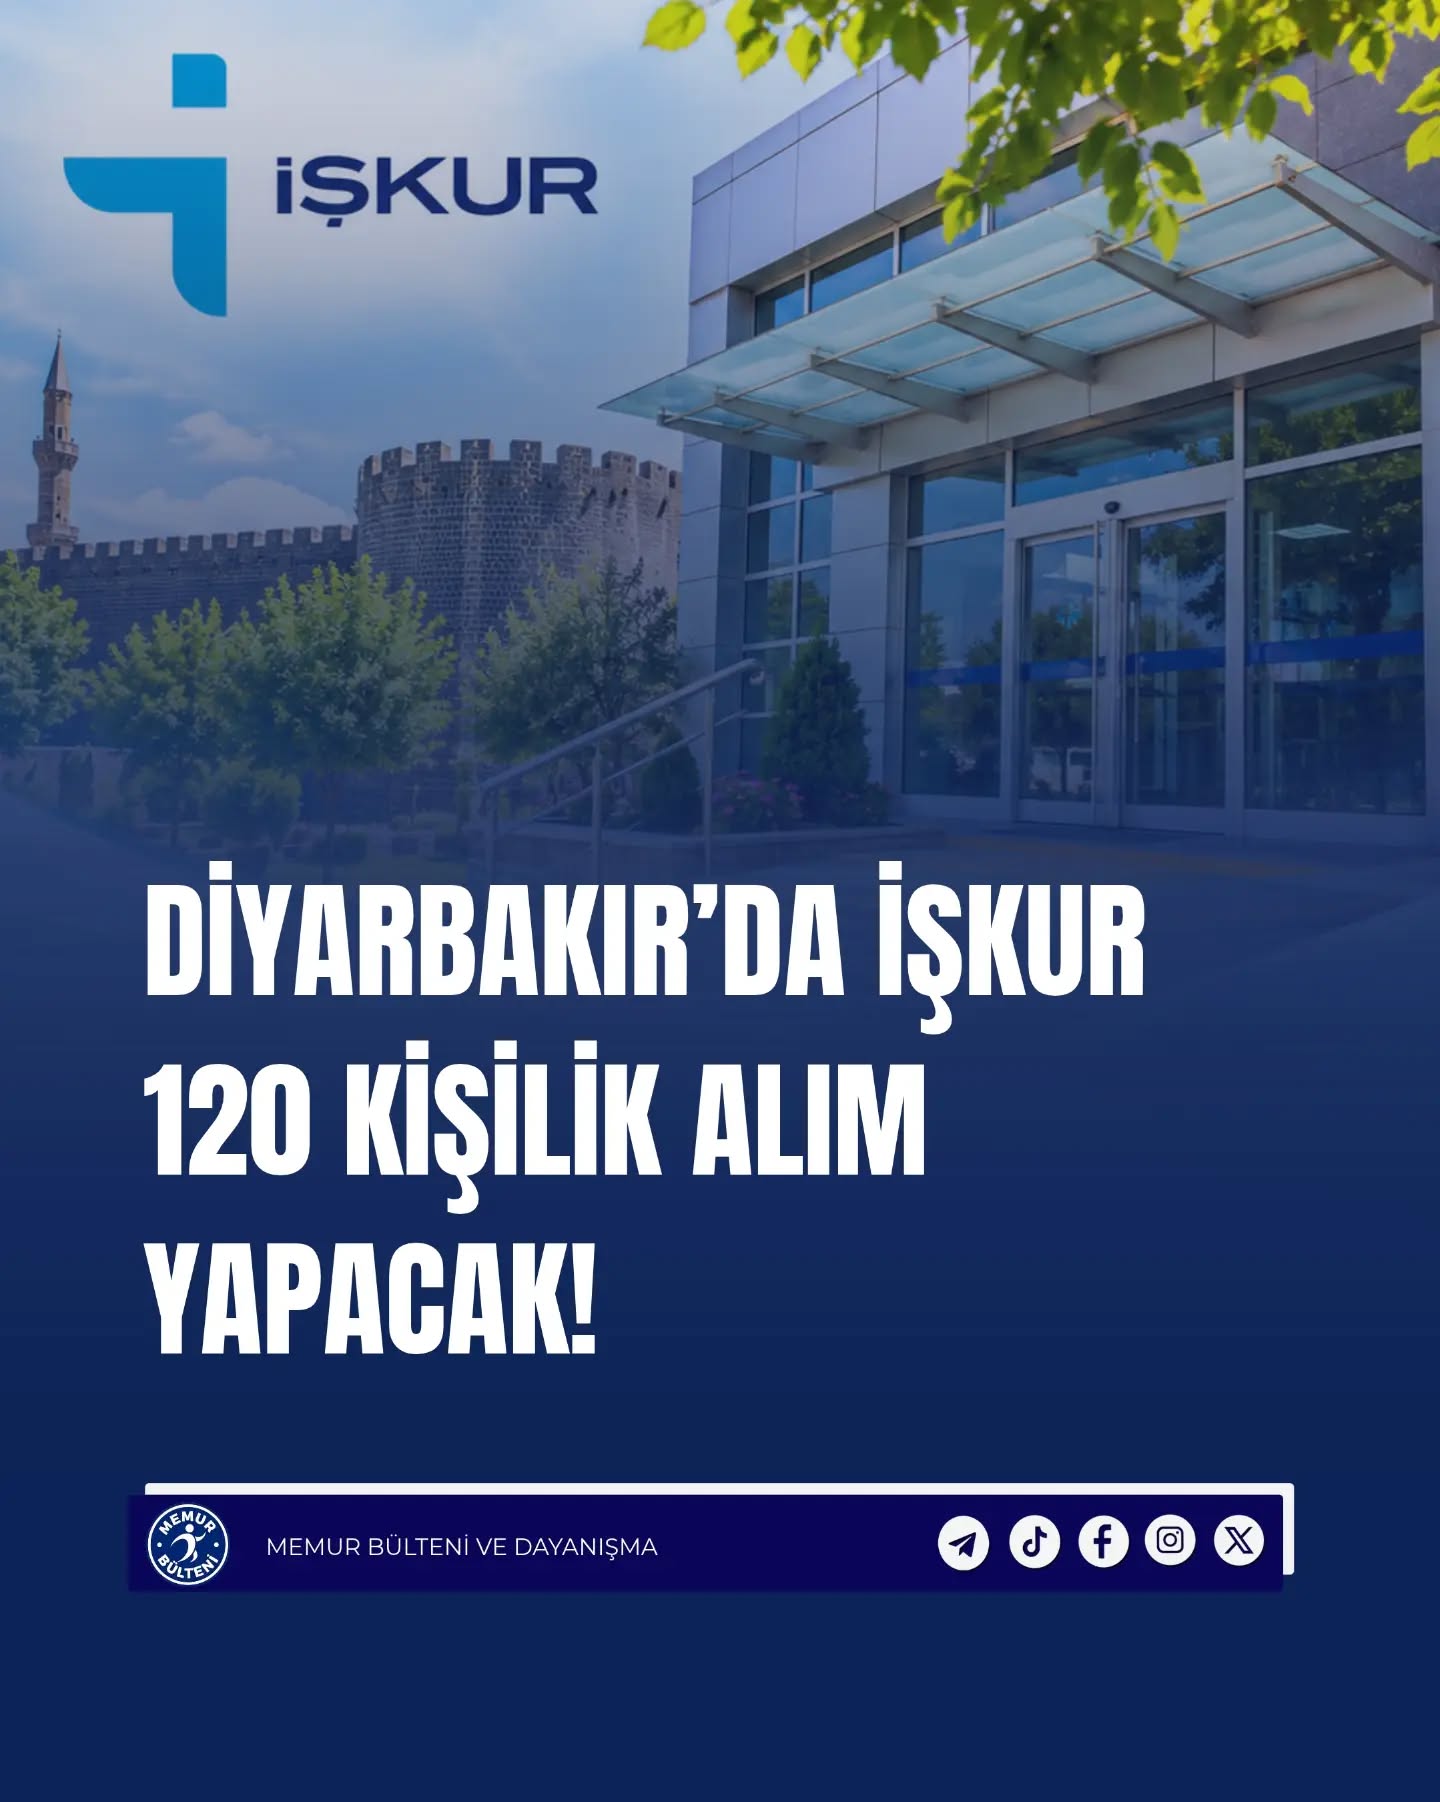 İŞKUR
DİYARBAKIR’DA İŞKUR
120 KİŞİLİK ALIM
YAPACAK!
MEMUR
BÜLTENİ
MEMUR BÜLTENİ VE DAYANIŞMA